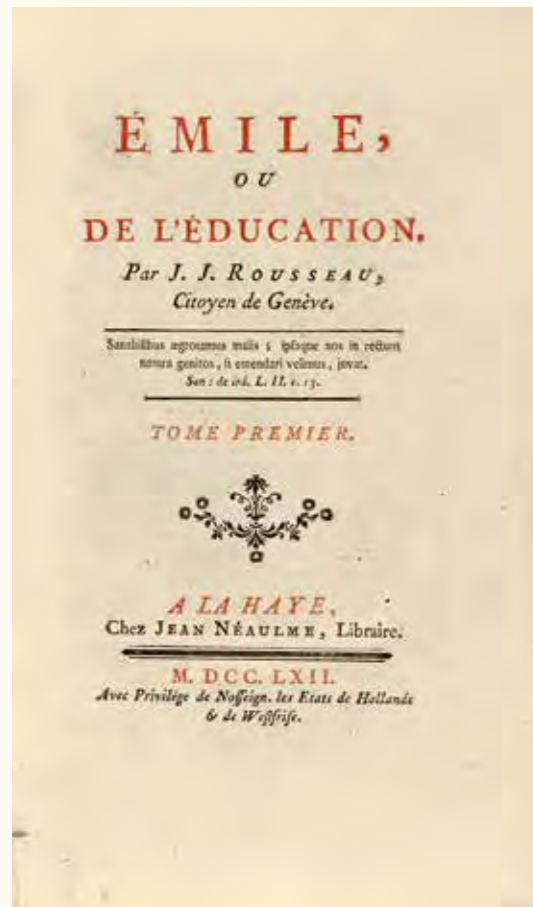 ÉMILE,
OU
DE L'ÉDUCATION.
Par J. J. ROUSSEAU,
Citoyen de Genève.
Sanabilibus ægrotamus malis ; ipſaque nos in rectum
natura genitos, ſi emendari velimus, juvat.
Sen : de irâ. L. II. c. 13.
TOME PREMIER.
A LA HAYE,
Chez JEAN NÉAULME, Libraire.
M. DCC. LXII.
Avec Privilége de Noſſeign. les Etats de Hollande
& de Weſtfriſe.